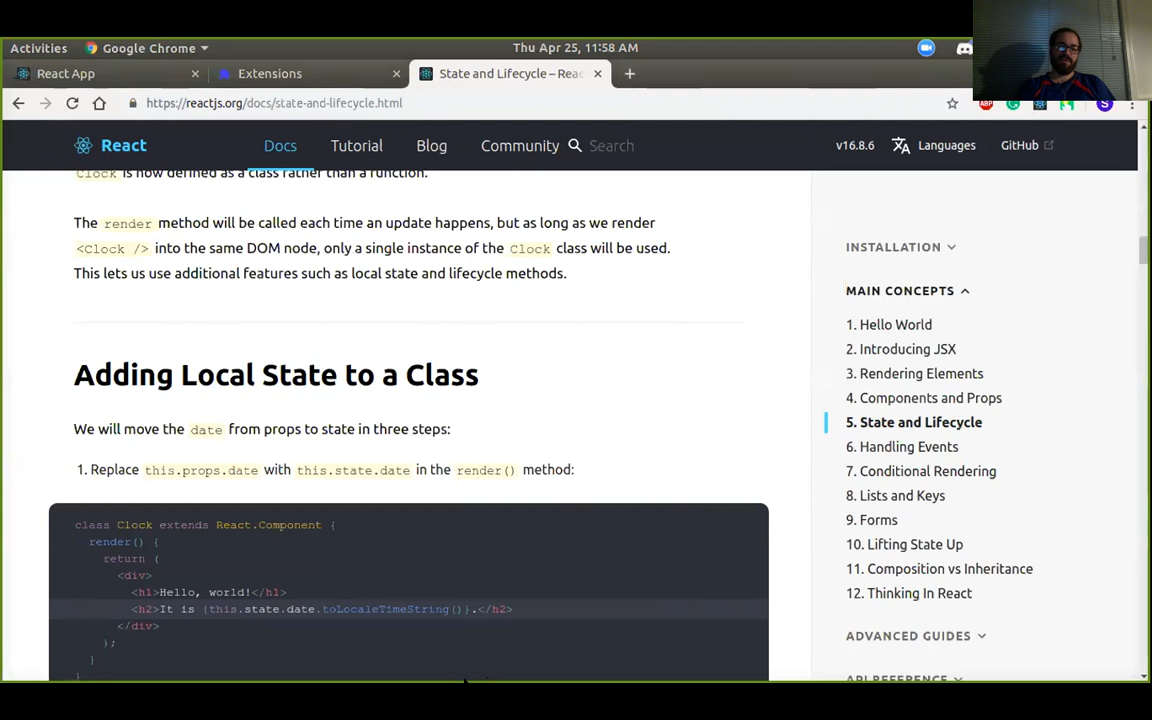 Activities Google Chrome Thu Apr 25, 11:58 AM
React App × Extensions × State and Lifecycle – Rea × +
https://reactjs.org/docs/state-and-lifecycle.html ABP S
React Docs Tutorial Blog Community Search v16.8.6 Languages GitHub
Clock is now defined as a class rather than a function.
The render method will be called each time an update happens, but as long as we render
<Clock /> into the same DOM node, only a single instance of the Clock class will be used.
This lets us use additional features such as local state and lifecycle methods.
Adding Local State to a Class
We will move the date from props to state in three steps:
1. Replace this.props.date with this.state.date in the render() method:
class Clock extends React.Component {
render() {
return (
<div>
<h1>Hello, world!</h1>
<h2>It is {this.state.date.toLocaleTimeString()}.</h2>
</div>
);
}
}
INSTALLATION
MAIN CONCEPTS
1. Hello World
2. Introducing JSX
3. Rendering Elements
4. Components and Props
5. State and Lifecycle
6. Handling Events
7. Conditional Rendering
8. Lists and Keys
9. Forms
10. Lifting State Up
11. Composition vs Inheritance
12. Thinking In React
ADVANCED GUIDES
API REFERENCE